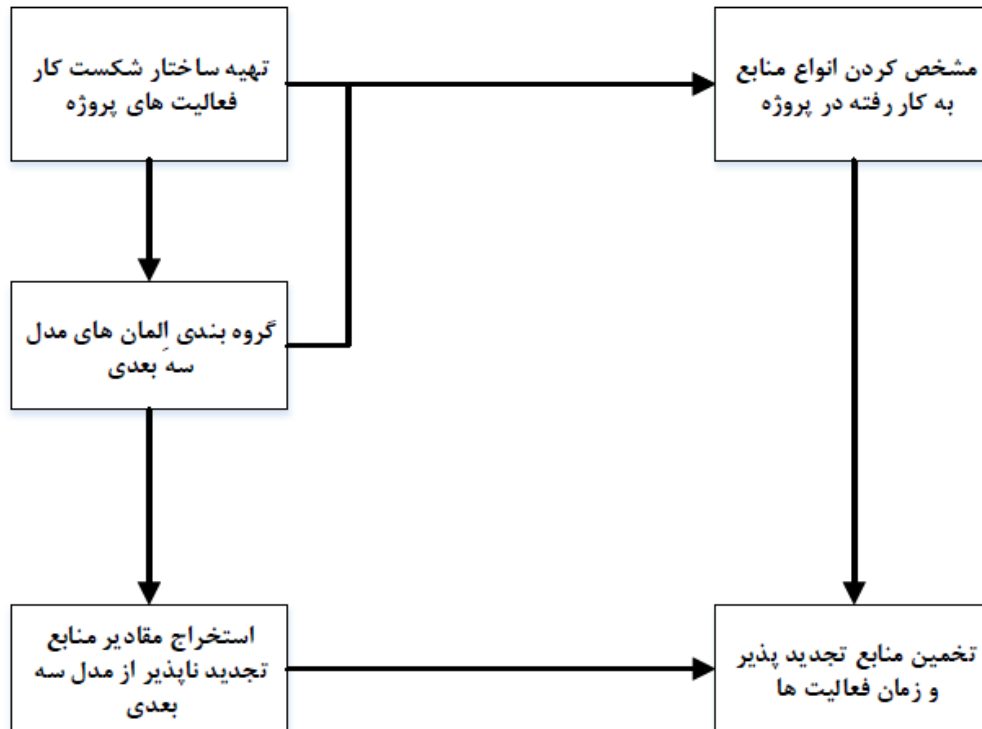 تهیه ساختار شکست کار
فعالیت های پروژه
مشخص کردن انواع منابع
به کار رفته در پروژه
گروه بندی المان های مدل
سه بعدی
استخراج مقادیر منابع
تجدید ناپذیر از مدل سه
بعدی
تخمین منابع تجدید پذیر
و زمان فعالیت ها